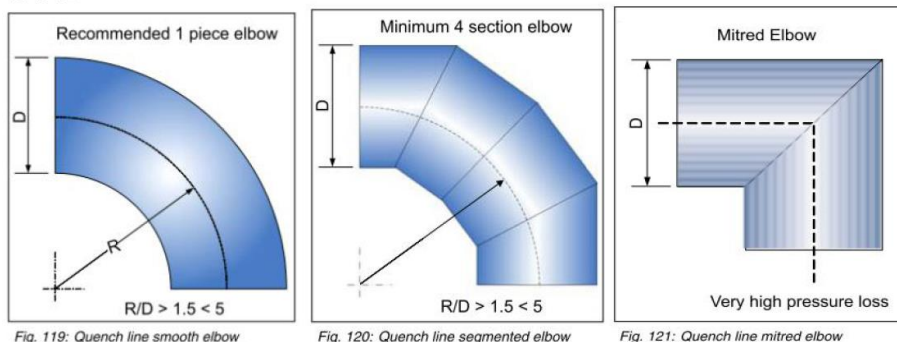 Recommended 1 piece elbow
D
R
R/D > 1.5 < 5
Fig. 119: Quench line smooth elbow
Minimum 4 section elbow
D
R/D > 1.5 < 5
Fig. 120: Quench line segmented elbow
Mitred Elbow
D
Very high pressure loss
Fig. 121: Quench line mitred elbow